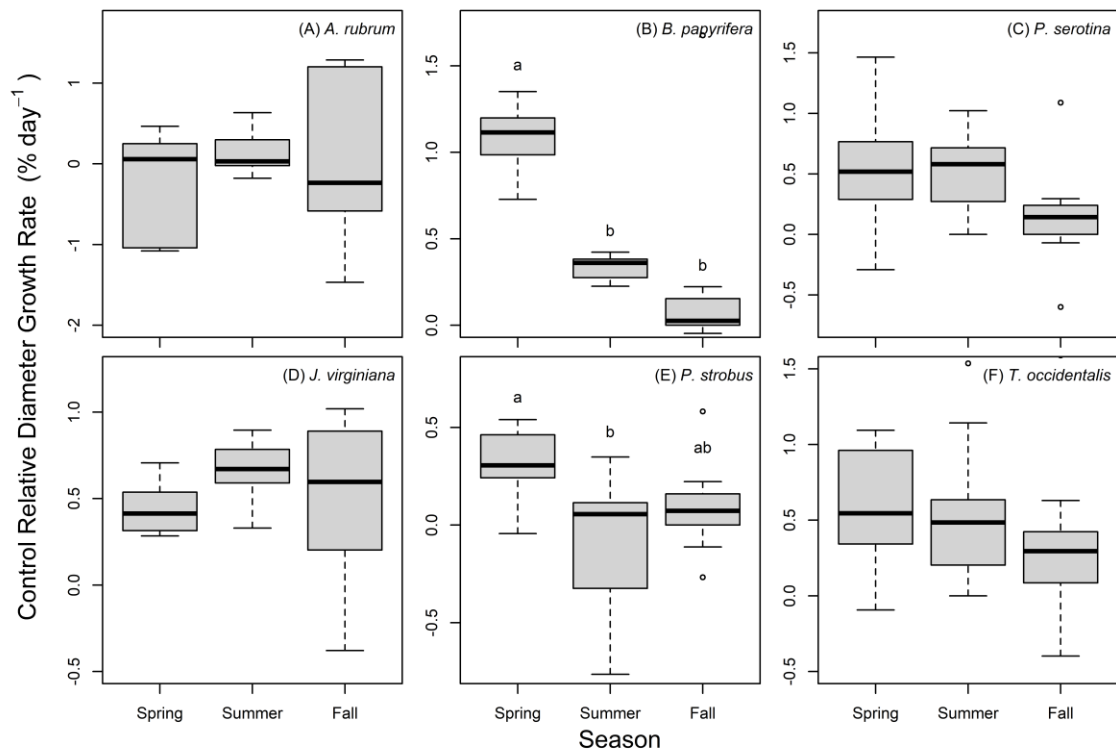 Control Relative Diameter Growth Rate (% day⁻¹)
(A) A. rubrum
1
0
-1
-2
(B) B. papyrifera
1.5
1.0
0.5
0.0
a
b
b
(C) P. serotina
1.5
1.0
0.5
0.0
-0.5
(D) J. virginiana
1.0
0.5
0.0
-0.5
Spring Summer Fall
(E) P. strobus
0.5
0.0
-0.5
a
b
ab
Spring Summer Fall
(F) T. occidentalis
1.5
1.0
0.5
0.0
-0.5
Spring Summer Fall
Season